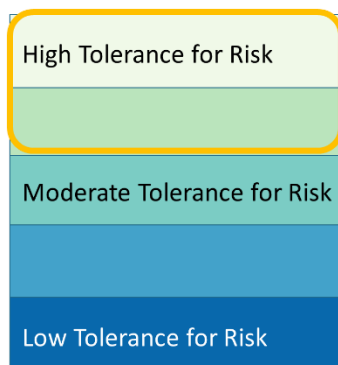 High Tolerance for Risk
Moderate Tolerance for Risk
Low Tolerance for Risk